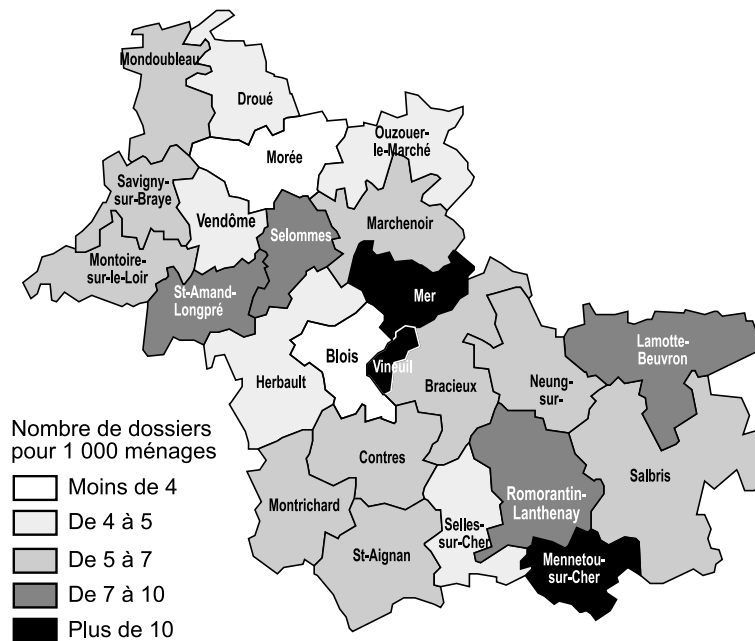 Mondoubleau
Droué
Ouzouer-
le-Marché
Morée
Savigny-
sur-Braye
Vendôme
Selommes
Marchenoir
Montoire-
sur-le-Loir
St-Amand-
Longpré
Mer
Lamotte-
Beuvron
Blois
Vineuil
Herbault
Bracieux
Neung-
sur-
Contres
Salbris
Montrichard
Romorantin-
Lanthenay
Selles-
sur-Cher
St-Aignan
Mennetou-
sur-Cher
Nombre de dossiers
pour 1 000 ménages
Moins de 4
De 4 à 5
De 5 à 7
De 7 à 10
Plus de 10